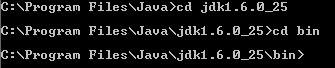 C:\Program Files\Java>cd jdk1.6.0_25
C:\Program Files\Java\jdk1.6.0_25>cd bin
C:\Program Files\Java\jdk1.6.0_25\bin>